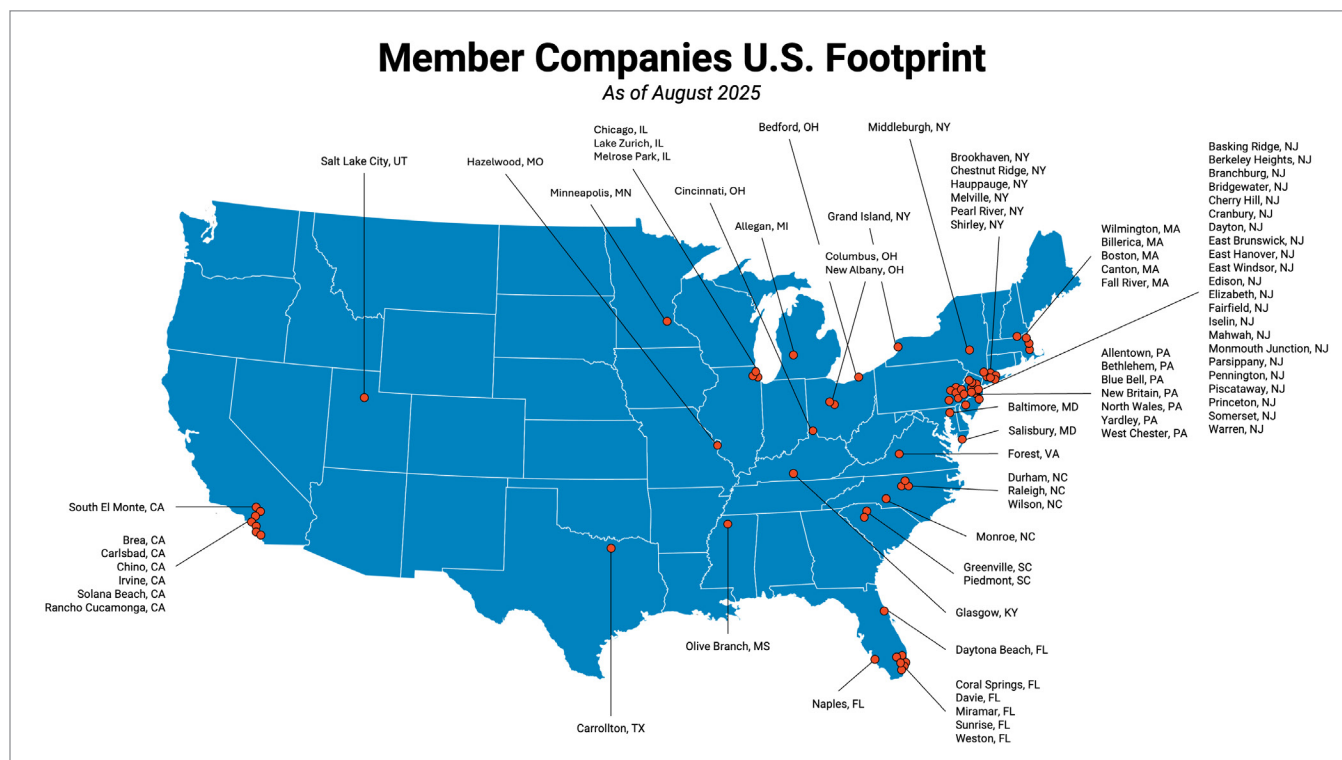 Member Companies U.S. Footprint
As of August 2025
Salt Lake City, UT
Hazelwood, MO
Chicago, IL
Lake Zurich, IL
Melrose Park, IL
Minneapolis, MN
Cincinnati, OH
Bedford, OH
Allegan, MI
Middleburgh, NY
Grand Island, NY
Columbus, OH
New Albany, OH
Brookhaven, NY
Chestnut Ridge, NY
Hauppauge, NY
Melville, NY
Pearl River, NY
Shirley, NY
Wilmington, MA
Billerica, MA
Boston, MA
Canton, MA
Fall River, MA
Basking Ridge, NJ
Berkeley Heights, NJ
Branchburg, NJ
Bridgewater, NJ
Cherry Hill, NJ
Cranbury, NJ
Dayton, NJ
East Brunswick, NJ
East Hanover, NJ
East Windsor, NJ
Edison, NJ
Elizabeth, NJ
Fairfield, NJ
Iselin, NJ
Mahwah, NJ
Monmouth Junction, NJ
Parsippany, NJ
Pennington, NJ
Piscataway, NJ
Princeton, NJ
Somerset, NJ
Warren, NJ
Allentown, PA
Bethlehem, PA
Blue Bell, PA
New Britain, PA
North Wales, PA
Yardley, PA
West Chester, PA
Baltimore, MD
Salisbury, MD
Forest, VA
Durham, NC
Raleigh, NC
Wilson, NC
Monroe, NC
Greenville, SC
Piedmont, SC
Glasgow, KY
Daytona Beach, FL
Coral Springs, FL
Davie, FL
Miramar, FL
Sunrise, FL
Weston, FL
Naples, FL
Olive Branch, MS
Carrollton, TX
South El Monte, CA
Brea, CA
Carlsbad, CA
Chino, CA
Irvine, CA
Solana Beach, CA
Rancho Cucamonga, CA